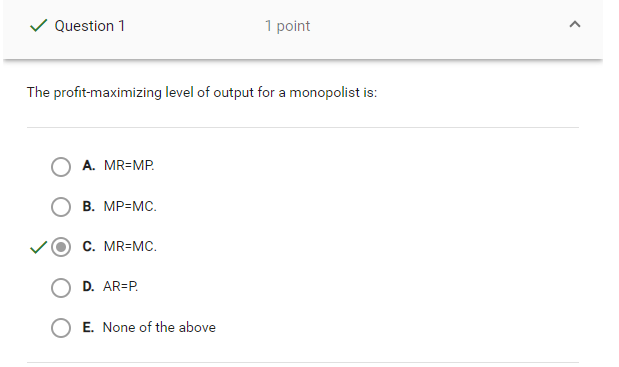 Question 1 1 point
The profit-maximizing level of output for a monopolist is:
A. MR=MP.
B. MP=MC.
C. MR=MC.
D. AR=P.
E. None of the above